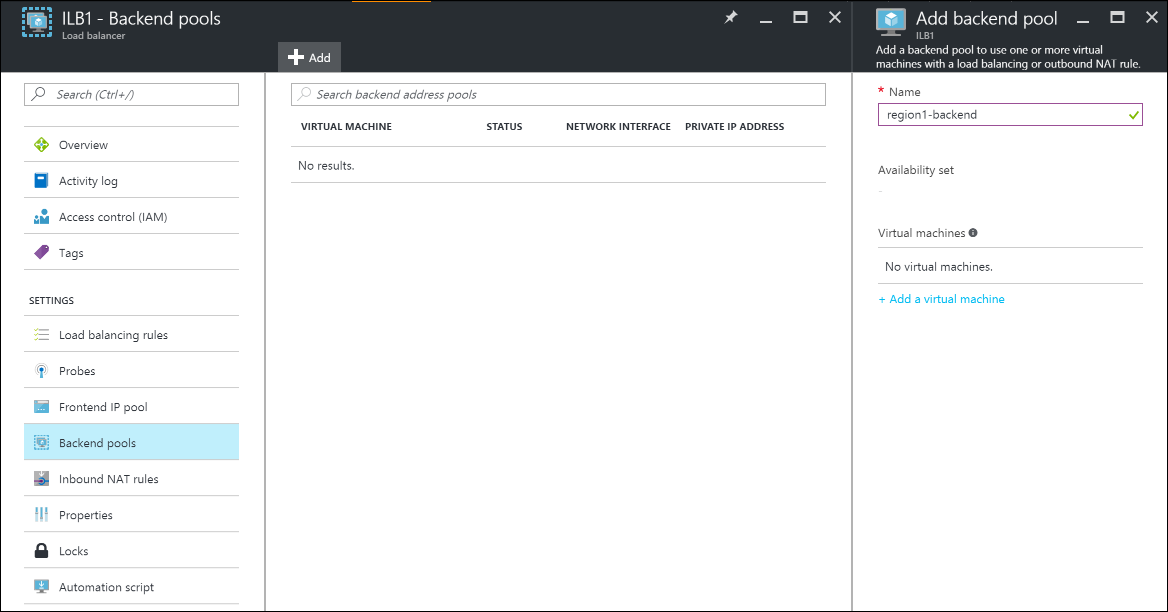 ILB1 - Backend pools
Load balancer
Add
Search (Ctrl+/)
Overview
Activity log
Access control (IAM)
Tags
SETTINGS
Load balancing rules
Probes
Frontend IP pool
Backend pools
Inbound NAT rules
Properties
Locks
Automation script
Search backend address pools
VIRTUAL MACHINE STATUS NETWORK INTERFACE PRIVATE IP ADDRESS
No results.
Add backend pool
ILB1
Add a backend pool to use one or more virtual
machines with a load balancing or outbound NAT rule.
* Name
region1-backend
Availability set
-
Virtual machines
No virtual machines.
+ Add a virtual machine